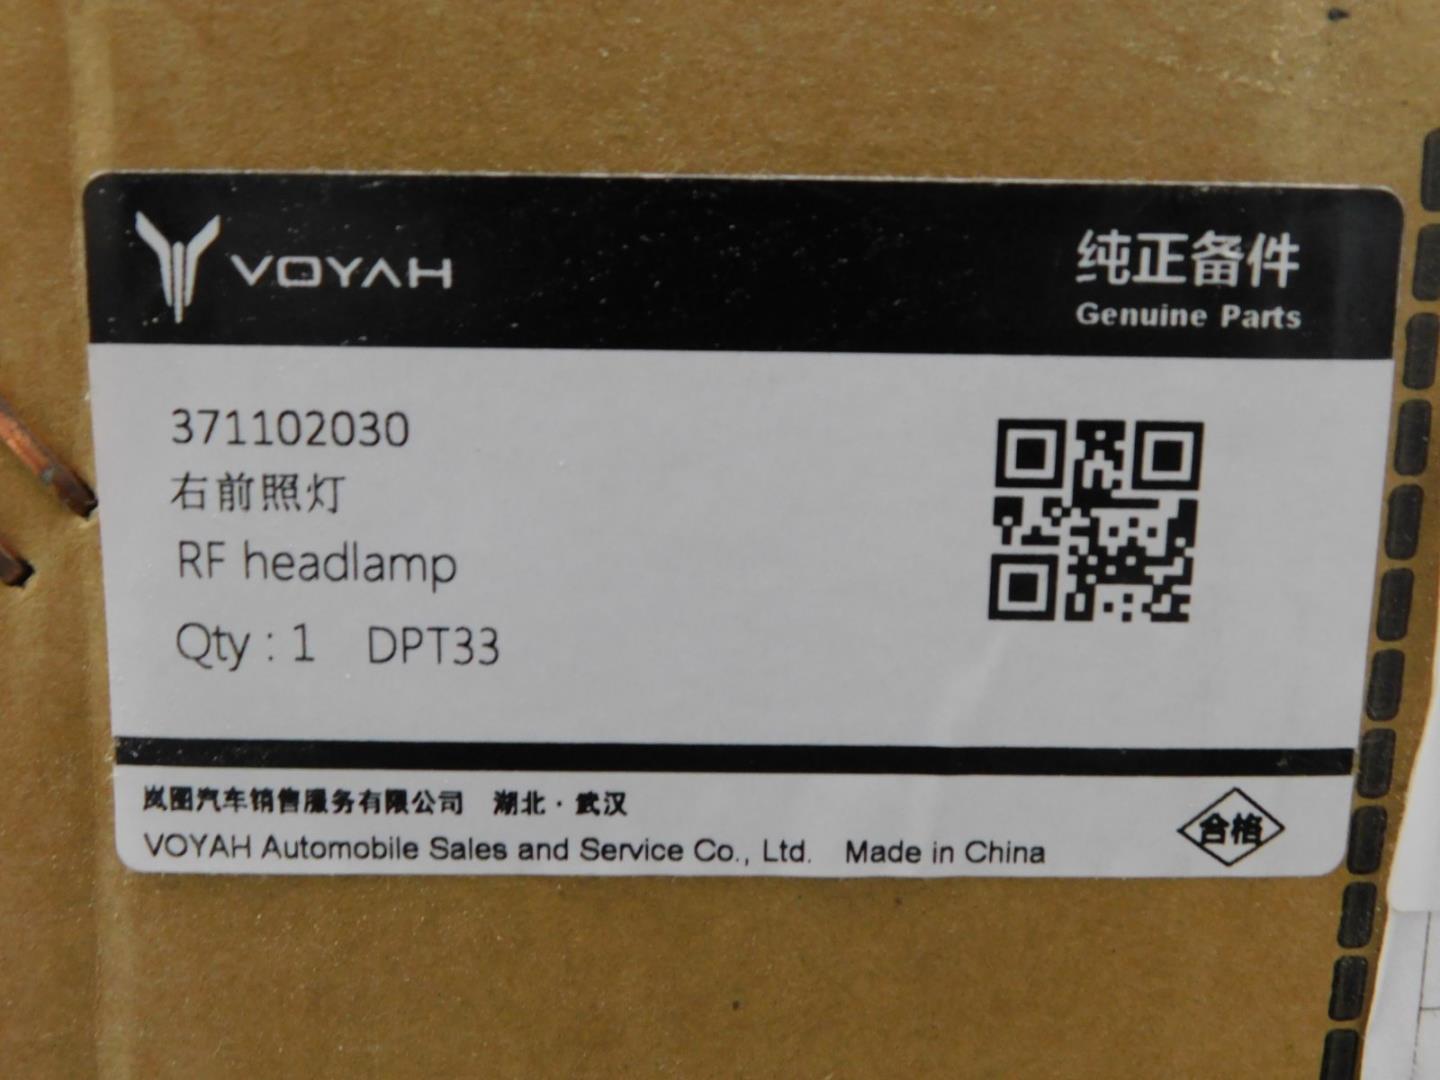 VOYAH
纯正备件
Genuine Parts
371102030
右前照灯
RF headlamp
Qty : 1 DPT33
岚图汽车销售服务有限公司 湖北·武汉
VOYAH Automobile Sales and Service Co., Ltd. Made in China
合格